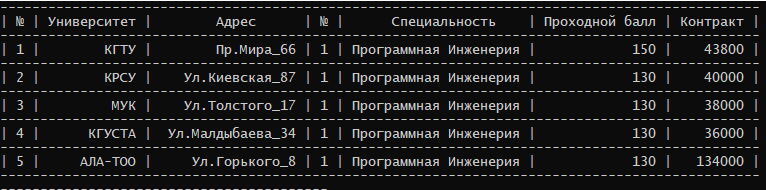 | № | Университет | Адрес | № | Специальность | Проходной балл | Контракт |
| 1 | КГТУ | Пр.Мира_66 | 1 | Программная Инженерия | 150 | 43800 |
| 2 | КРСУ | Ул.Киевская_87 | 1 | Программная Инженерия | 130 | 40000 |
| 3 | МУК | Ул.Толстого_17 | 1 | Программная Инженерия | 130 | 38000 |
| 4 | КГУСТА | Ул.Малдыбаева_34 | 1 | Программная Инженерия | 130 | 36000 |
| 5 | АЛА-ТОО | Ул.Горького_8 | 1 | Программная Инженерия | 130 | 134000 |